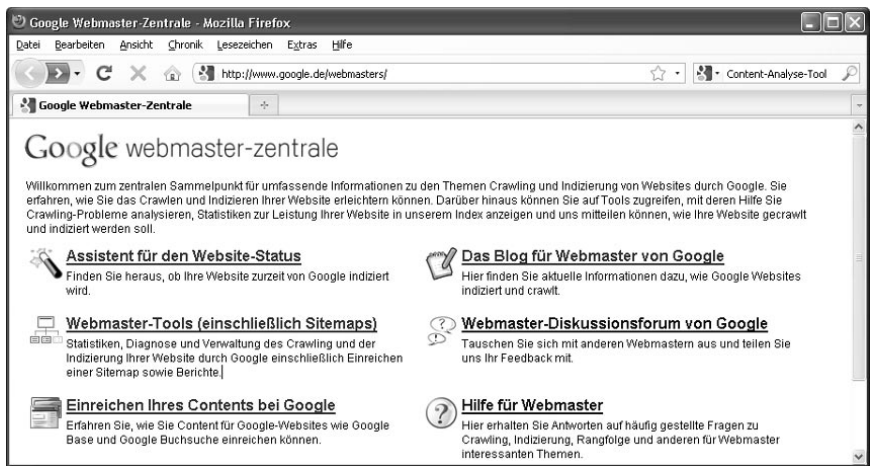 Google Webmaster-Zentrale - Mozilla Firefox
Datei Bearbeiten Ansicht Chronik Lesezeichen Extras Hilfe
http://www.google.de/webmasters/ Content-Analyse-Tool
Google Webmaster-Zentrale
Google webmaster-zentrale
Willkommen zum zentralen Sammelpunkt für umfassende Informationen zu den Themen Crawling und Indizierung von Websites durch Google. Sie
erfahren, wie Sie das Crawlen und Indizieren Ihrer Website erleichtern können. Darüber hinaus können Sie auf Tools zugreifen, mit deren Hilfe Sie
Crawling-Probleme analysieren, Statistiken zur Leistung Ihrer Website in unserem Index anzeigen und uns mitteilen können, wie Ihre Website gecrawlt
und indiziert werden soll.
Assistent für den Website-Status
Finden Sie heraus, ob Ihre Website zurzeit von Google indiziert
wird.
Das Blog für Webmaster von Google
Hier finden Sie aktuelle Informationen dazu, wie Google Websites
indiziert und crawlt.
Webmaster-Tools (einschließlich Sitemaps)
Statistiken, Diagnose und Verwaltung des Crawling und der
Indizierung Ihrer Website durch Google einschließlich Einreichen
einer Sitemap sowie Berichte.
Webmaster-Diskussionsforum von Google
Tauschen Sie sich mit anderen Webmastern aus und teilen Sie
uns Ihr Feedback mit.
Einreichen Ihres Contents bei Google
Erfahren Sie, wie Sie Content für Google-Websites wie Google
Base und Google Buchsuche einreichen können.
Hilfe für Webmaster
Hier erhalten Sie Antworten auf häufig gestellte Fragen zu
Crawling, Indizierung, Rangfolge und anderen für Webmaster
interessanten Themen.